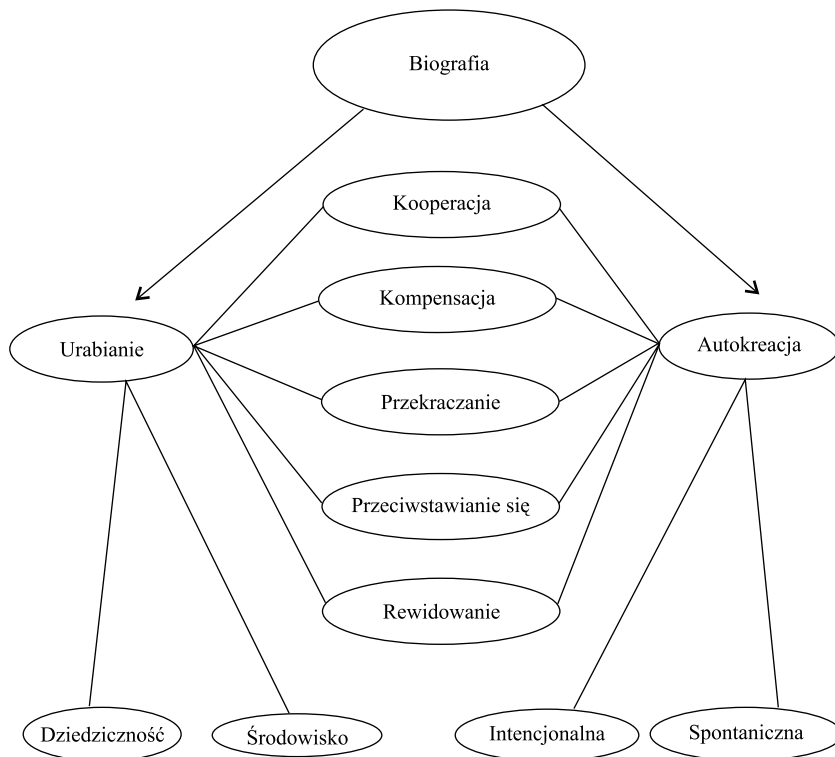 Biografia
Kooperacja
Kompensacja
Urabianie
Autokreacja
Przekraczanie
Przeciwstawianie się
Rewidowanie
Dziedziczność
Środowisko
Intencjonalna
Spontaniczna